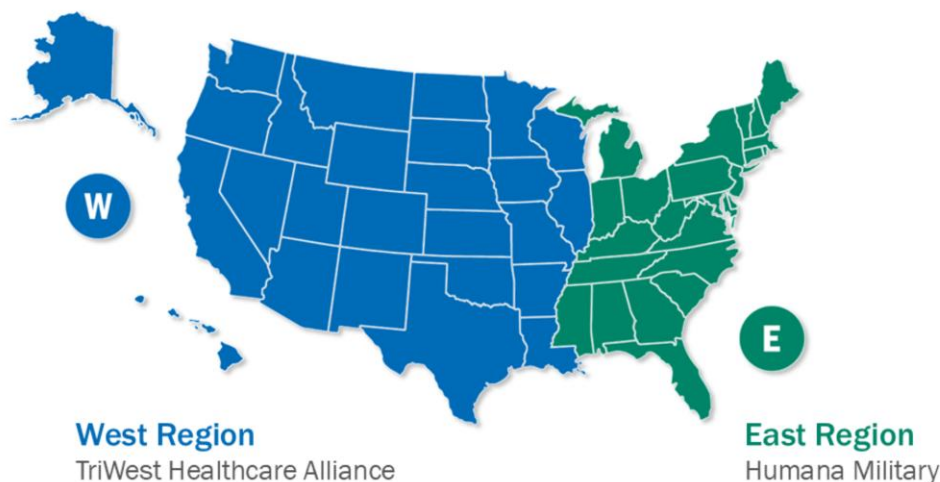 W
E
West Region
TriWest Healthcare Alliance
East Region
Humana Military